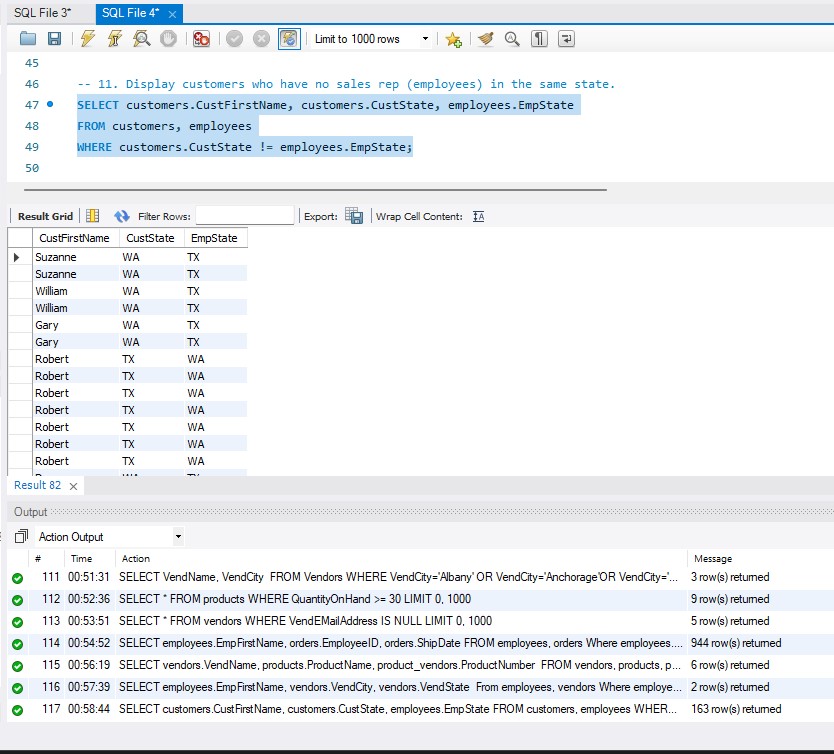 SQL File 3*
SQL File 4*
Limit to 1000 rows
45
46 -- 11. Display customers who have no sales rep (employees) in the same state.
47 SELECT customers.CustFirstName, customers.CustState, employees.EmpState
48 FROM customers, employees
49 WHERE customers.CustState != employees.EmpState;
50
Result Grid Filter Rows: Export: Wrap Cell Content:
CustFirstName CustState EmpState
Suzanne WA TX
Suzanne WA TX
William WA TX
William WA TX
Gary WA TX
Gary WA TX
Robert TX WA
Robert TX WA
Robert TX WA
Robert TX WA
Robert TX WA
Robert TX WA
Robert TX WA
Result 82
Output
Action Output
# Time Action Message
111 00:51:31 SELECT VendName, VendCity FROM Vendors WHERE VendCity='Albany' OR VendCity='Anchorage'OR VendCity='... 3 row(s) returned
112 00:52:36 SELECT * FROM products WHERE QuantityOnHand >= 30 LIMIT 0, 1000 9 row(s) returned
113 00:53:51 SELECT * FROM vendors WHERE VendEMailAddress IS NULL LIMIT 0, 1000 5 row(s) returned
114 00:54:52 SELECT employees.EmpFirstName, orders.EmployeeID, orders.ShipDate FROM employees, orders Where employees.... 944 row(s) returned
115 00:56:19 SELECT vendors.VendName, products.ProductName, product_vendors.ProductNumber FROM vendors, products, p... 6 row(s) returned
116 00:57:39 SELECT employees.EmpFirstName, vendors.VendCity, vendors.VendState From employees, vendors Where employe... 2 row(s) returned
117 00:58:44 SELECT customers.CustFirstName, customers.CustState, employees.EmpState FROM customers, employees WHER... 163 row(s) returned